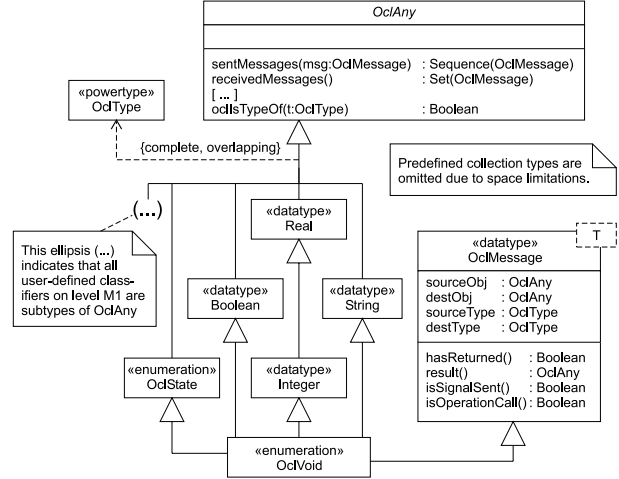 OclAny
sentMessages(msg:OclMessage) : Sequence(OclMessage)
receivedMessages() : Set(OclMessage)
[ ... ]
oclIsTypeOf(t:OclType) : Boolean
«powertype»
OclType
{complete, overlapping}
Predefined collection types are
omitted due to space limitations.
(...)
This ellipsis (...)
indicates that all
user-defined class-
ifiers on level M1 are
subtypes of OclAny
«datatype»
Real
«datatype»
Boolean
«datatype»
String
T
«datatype»
OclMessage
sourceObj : OclAny
destObj : OclAny
sourceType : OclType
destType : OclType
hasReturned() : Boolean
result() : OclAny
isSignalSent() : Boolean
isOperationCall() : Boolean
«enumeration»
OclState
«datatype»
Integer
«enumeration»
OclVoid